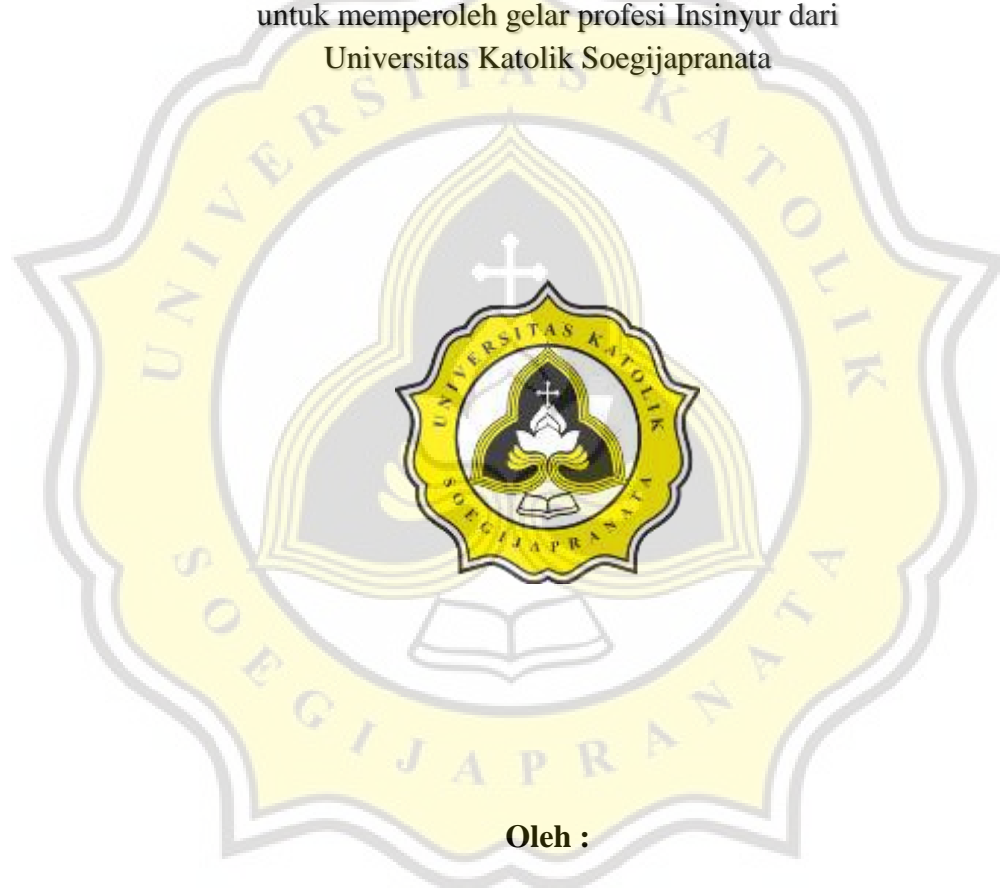 untuk memperoleh gelar profesi Insinyur dari
Universitas Katolik Soegijapranata
UNIVERSITAS KATOLIK
SOEGIJAPRANATA
UNIVERSITAS KATOLIK
SOEGIJAPRANATA
Oleh :